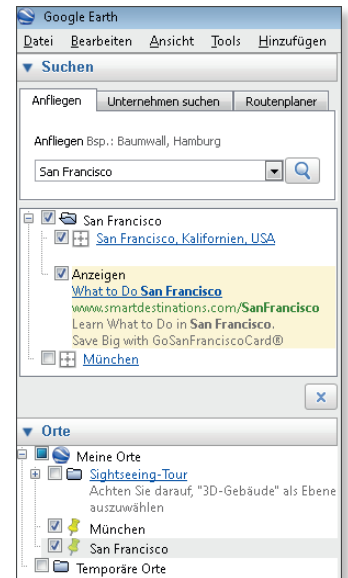 Google Earth
Datei Bearbeiten Ansicht Tools Hinzufügen
Suchen
Anfliegen Unternehmen suchen Routenplaner
Anfliegen Bsp.: Baumwall, Hamburg
San Francisco
San Francisco
San Francisco, Kalifornien, USA
Anzeigen
What to Do San Francisco
www.smartdestinations.com/SanFrancisco
Learn What to Do in San Francisco.
Save Big with GoSanFranciscoCard®
München
Orte
Meine Orte
Sightseeing-Tour
Achten Sie darauf, "3D-Gebäude" als Ebene
auszuwählen
München
San Francisco
Temporäre Orte